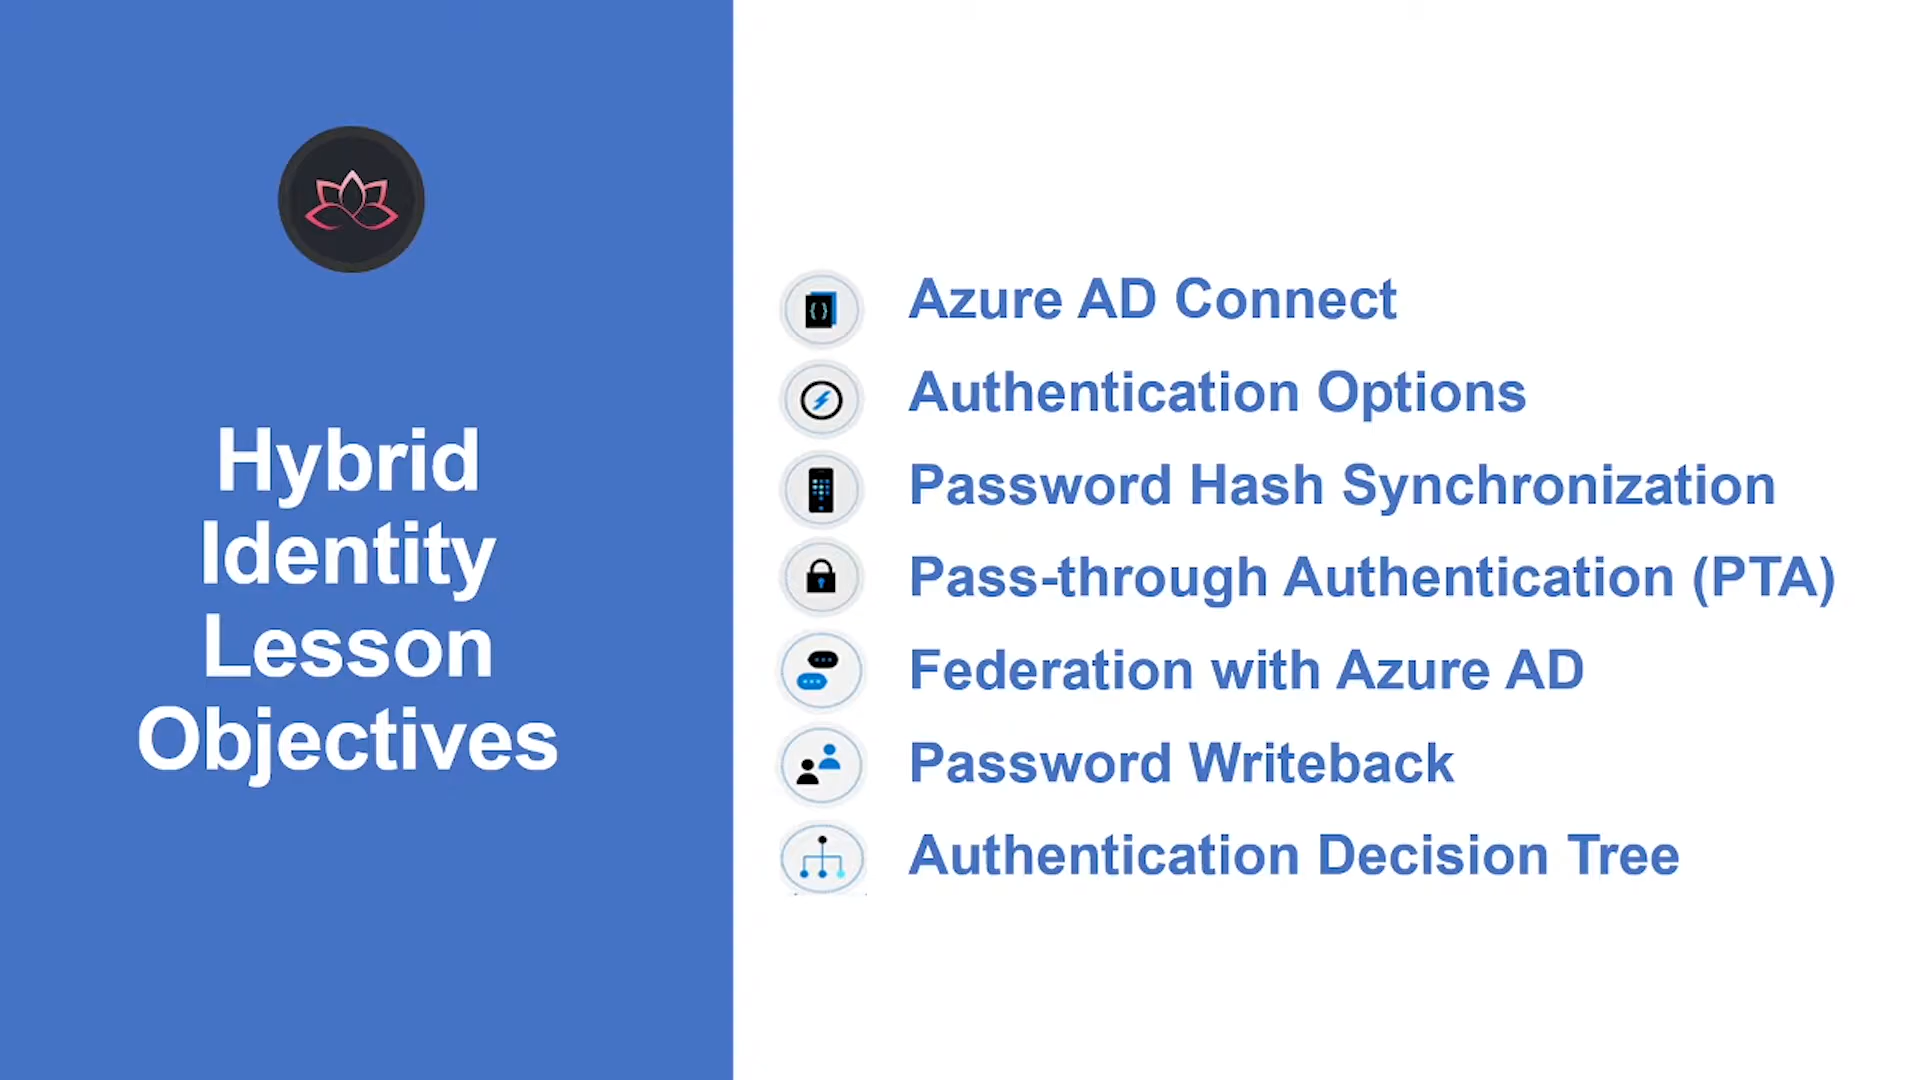 Hybrid
Identity
Lesson
Objectives
Azure AD Connect
Authentication Options
Password Hash Synchronization
Pass-through Authentication (PTA)
Federation with Azure AD
Password Writeback
Authentication Decision Tree